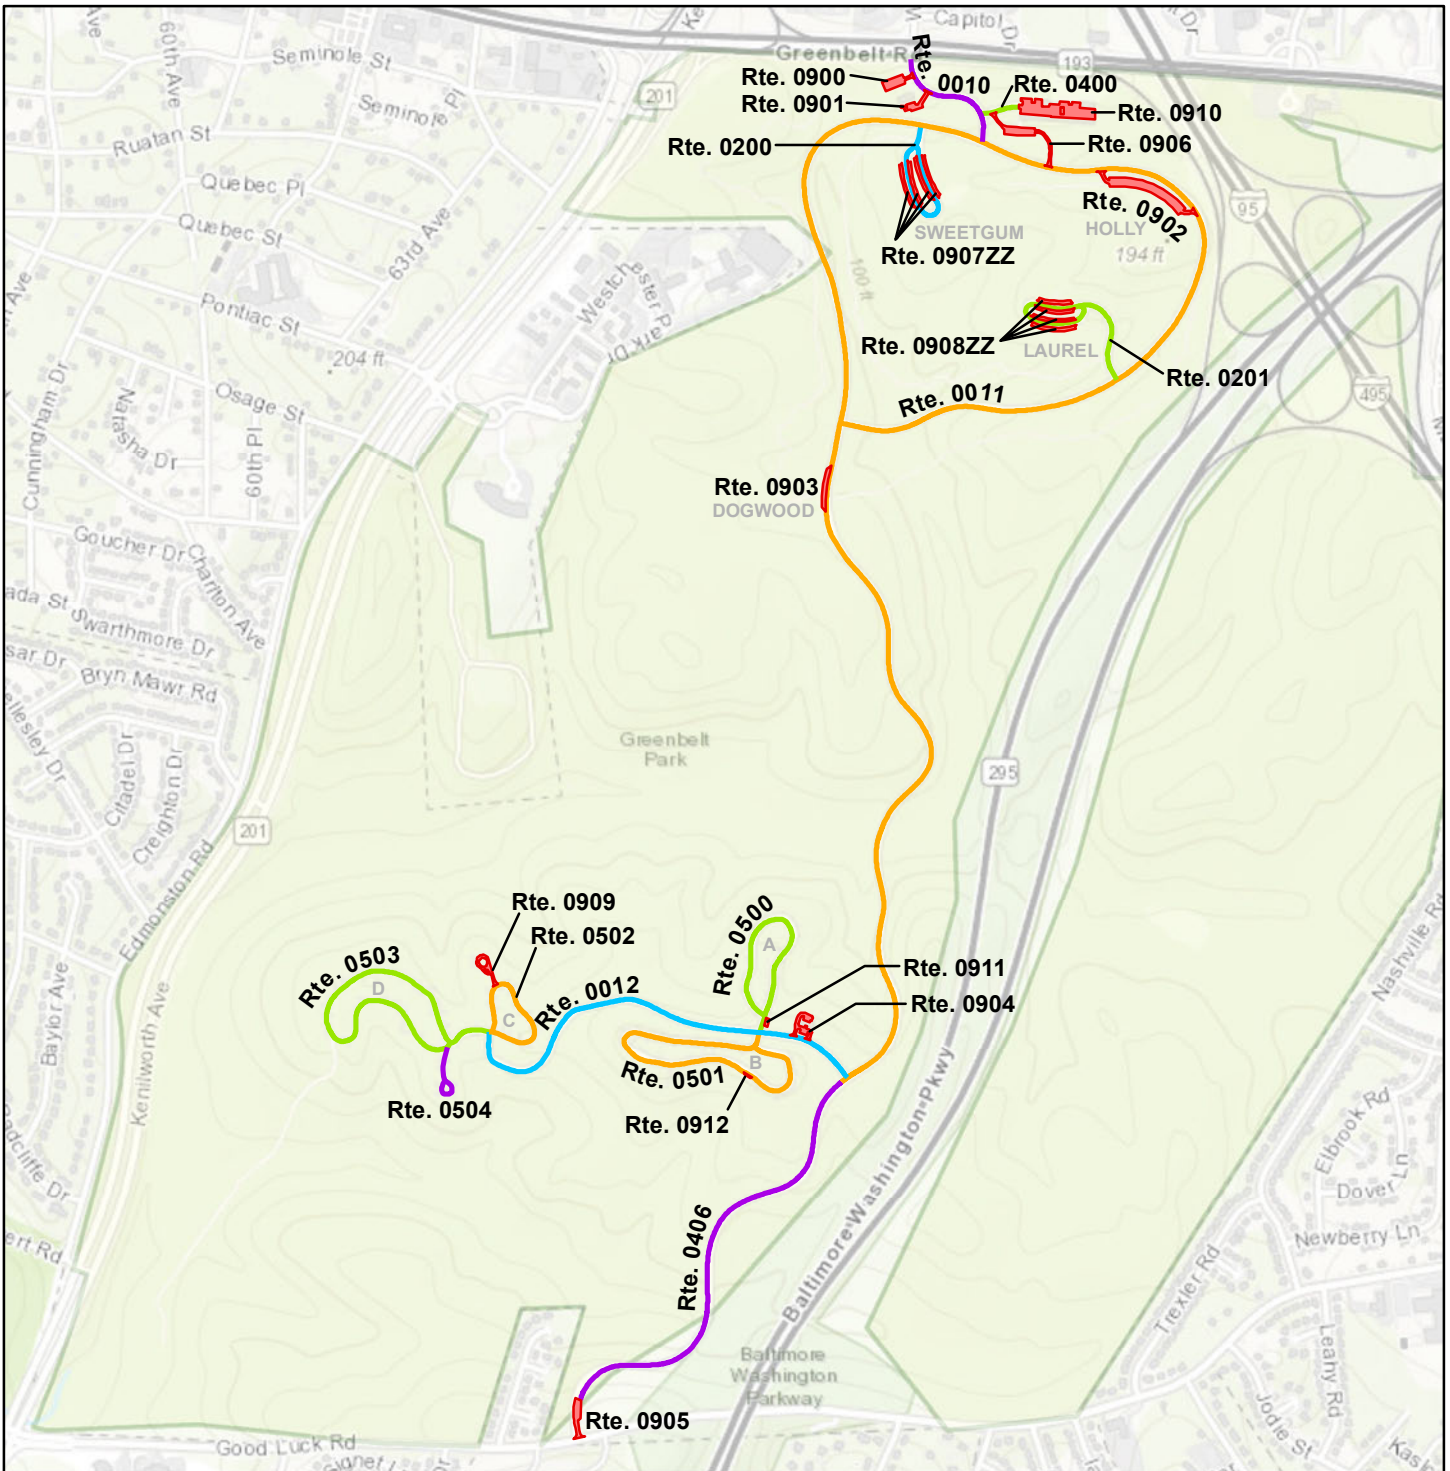 Capitol Dr
Greenbelt R
193
Seminole St
60th Ave
Ave
Rte. 0010
Rte. 0900
Rte. 0400
201
Rte. 0901
Rte. 0910
Seminole Pl
Ruatan St
Rte. 0200
Rte. 0906
Quebec Pl
95
Rte. 0902
Quebec St
63rd Ave
SWEETGUM
HOLLY
194 ft
Rte. 0907ZZ
100 ft
Westchester Park Dr
Pontiac St
204 ft
Rte. 0908ZZ
LAUREL
Rte. 0201
495
Rte. 0011
Osage St
Cunningham Dr
Natasha Dr
60th Pl
Rte. 0903
DOGWOOD
Goucher Dr
Charlton Ave
Swarthmore Dr
Bryn Mawr Rd
Greenbelt
Park
295
Citadel Dr
Creighton Dr
201
Edmonston Rd
Rte. 0909
Rte. 0500
Rte. 0502
A
Rte. 0503
Rte. 0911
D
Rte. 0012
Rte. 0904
C
Nashville Rd
Baylor Ave
Kenilworth Ave
B
Rte. 0501
Rte. 0504
Rte. 0912
Baltimore-Washington-Pkwy
Elbrook Rd
Dover Ln
Newberry Ln
Rte. 0406
Trexler Rd
Leahy Rd
Baltimore
Washington
Parkway
Jodie St
Rte. 0905
Good Luck Rd